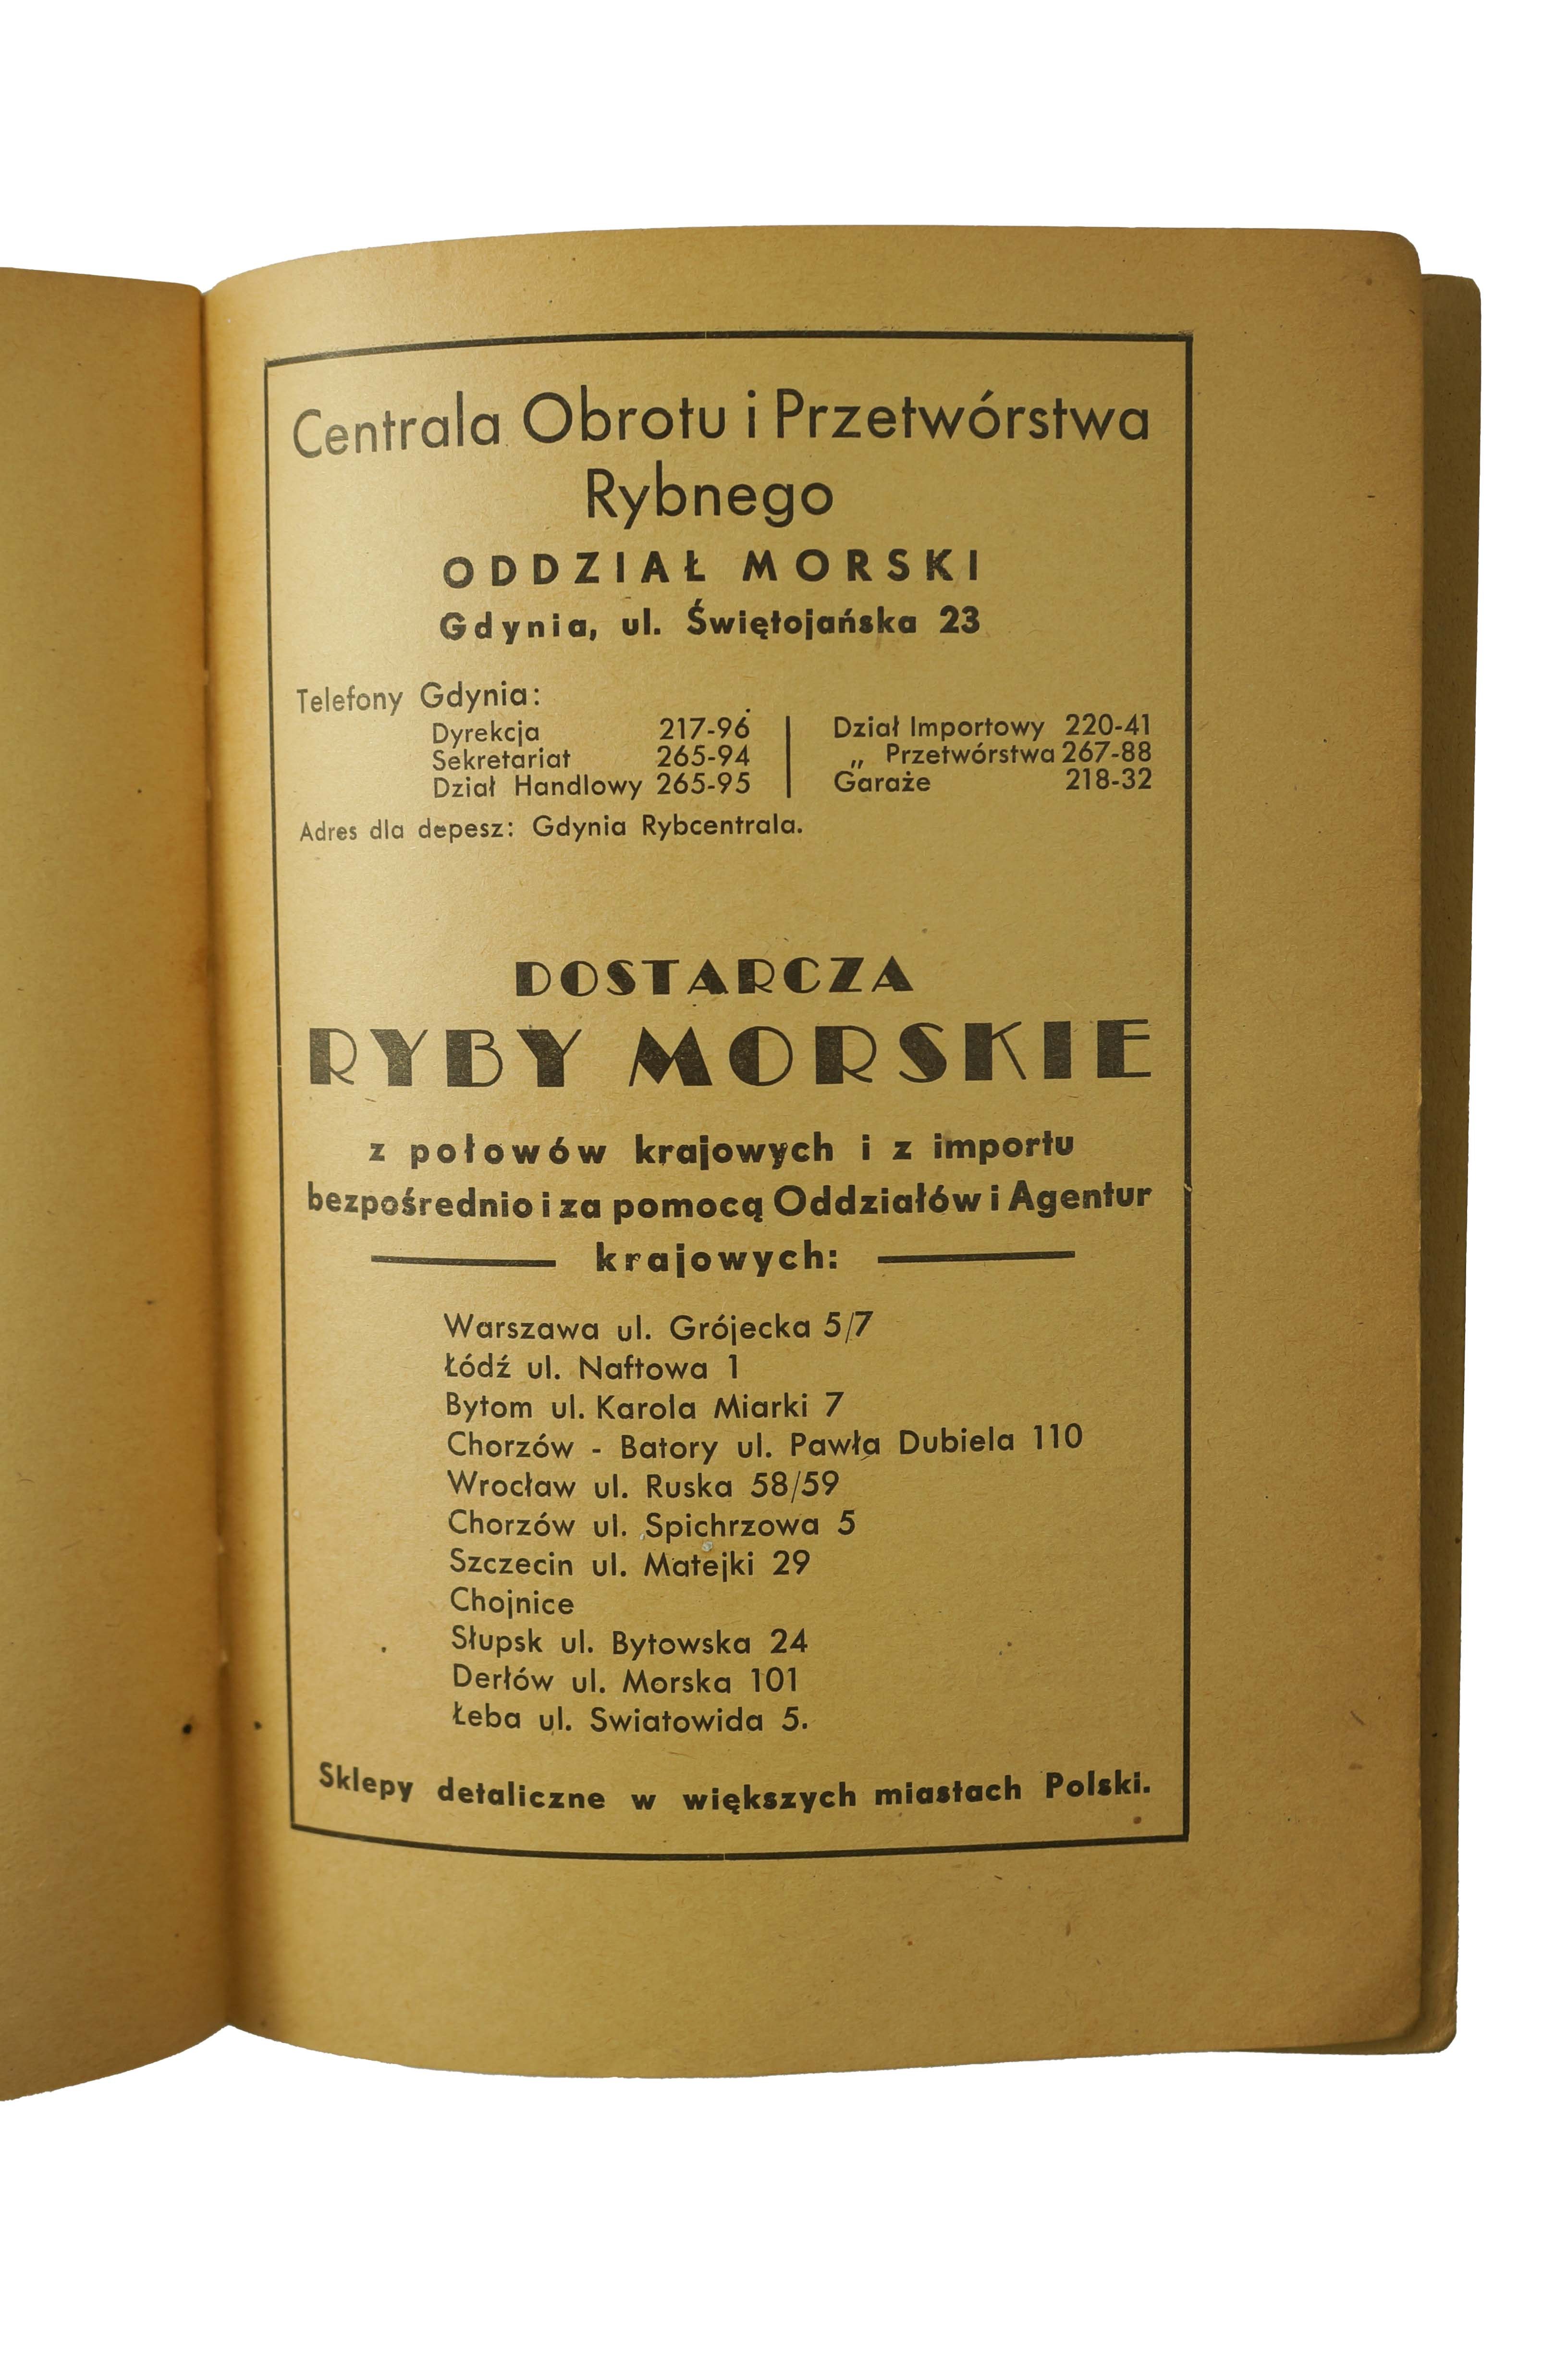 Centrala Obrotu i Przetwórstwa
Rybnego
ODDZIAŁ MORSKI
Gdynia, ul. Świętojańska 23
Telefony Gdynia:
Dyrekcja 217-96 | Dział Importowy 220-41
Sekretariat 265-94 | „ Przetwórstwa 267-88
Dział Handlowy 265-95 | Garaże 218-32
Adres dla depesz: Gdynia Rybcentrala.
DOSTARCZA
RYBY MORSKIE
z połowów krajowych i z importu
bezpośrednio i za pomocą Oddziałów i Agentur
krajowych:
Warszawa ul. Grójecka 5/7
Łódź ul. Naftowa 1
Bytom ul. Karola Miarki 7
Chorzów - Batory ul. Pawła Dubiela 110
Wrocław ul. Ruska 58/59
Chorzów ul. Spichrzowa 5
Szczecin ul. Matejki 29
Chojnice
Słupsk ul. Bytowska 24
Derłów ul. Morska 101
Łeba ul. Swiatowida 5.
Sklepy detaliczne w większych miastach Polski.